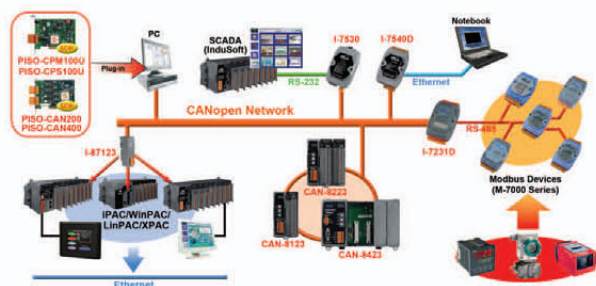 PISO-CPM100U
PISO-CPS100U
PISO-CAN200
PISO-CAN400
Plug-in
PC
SCADA
(InduSoft)
RS-232
I-7530
I-7540D
Ethernet
Notebook
CANopen Network
I-87123
iPAC/WinPAC/
LinPAC/XPAC
Ethernet
CAN-8123
CAN-8223
CAN-8423
I-7231D
RS-485
Modbus Devices
(M-7000 Series)